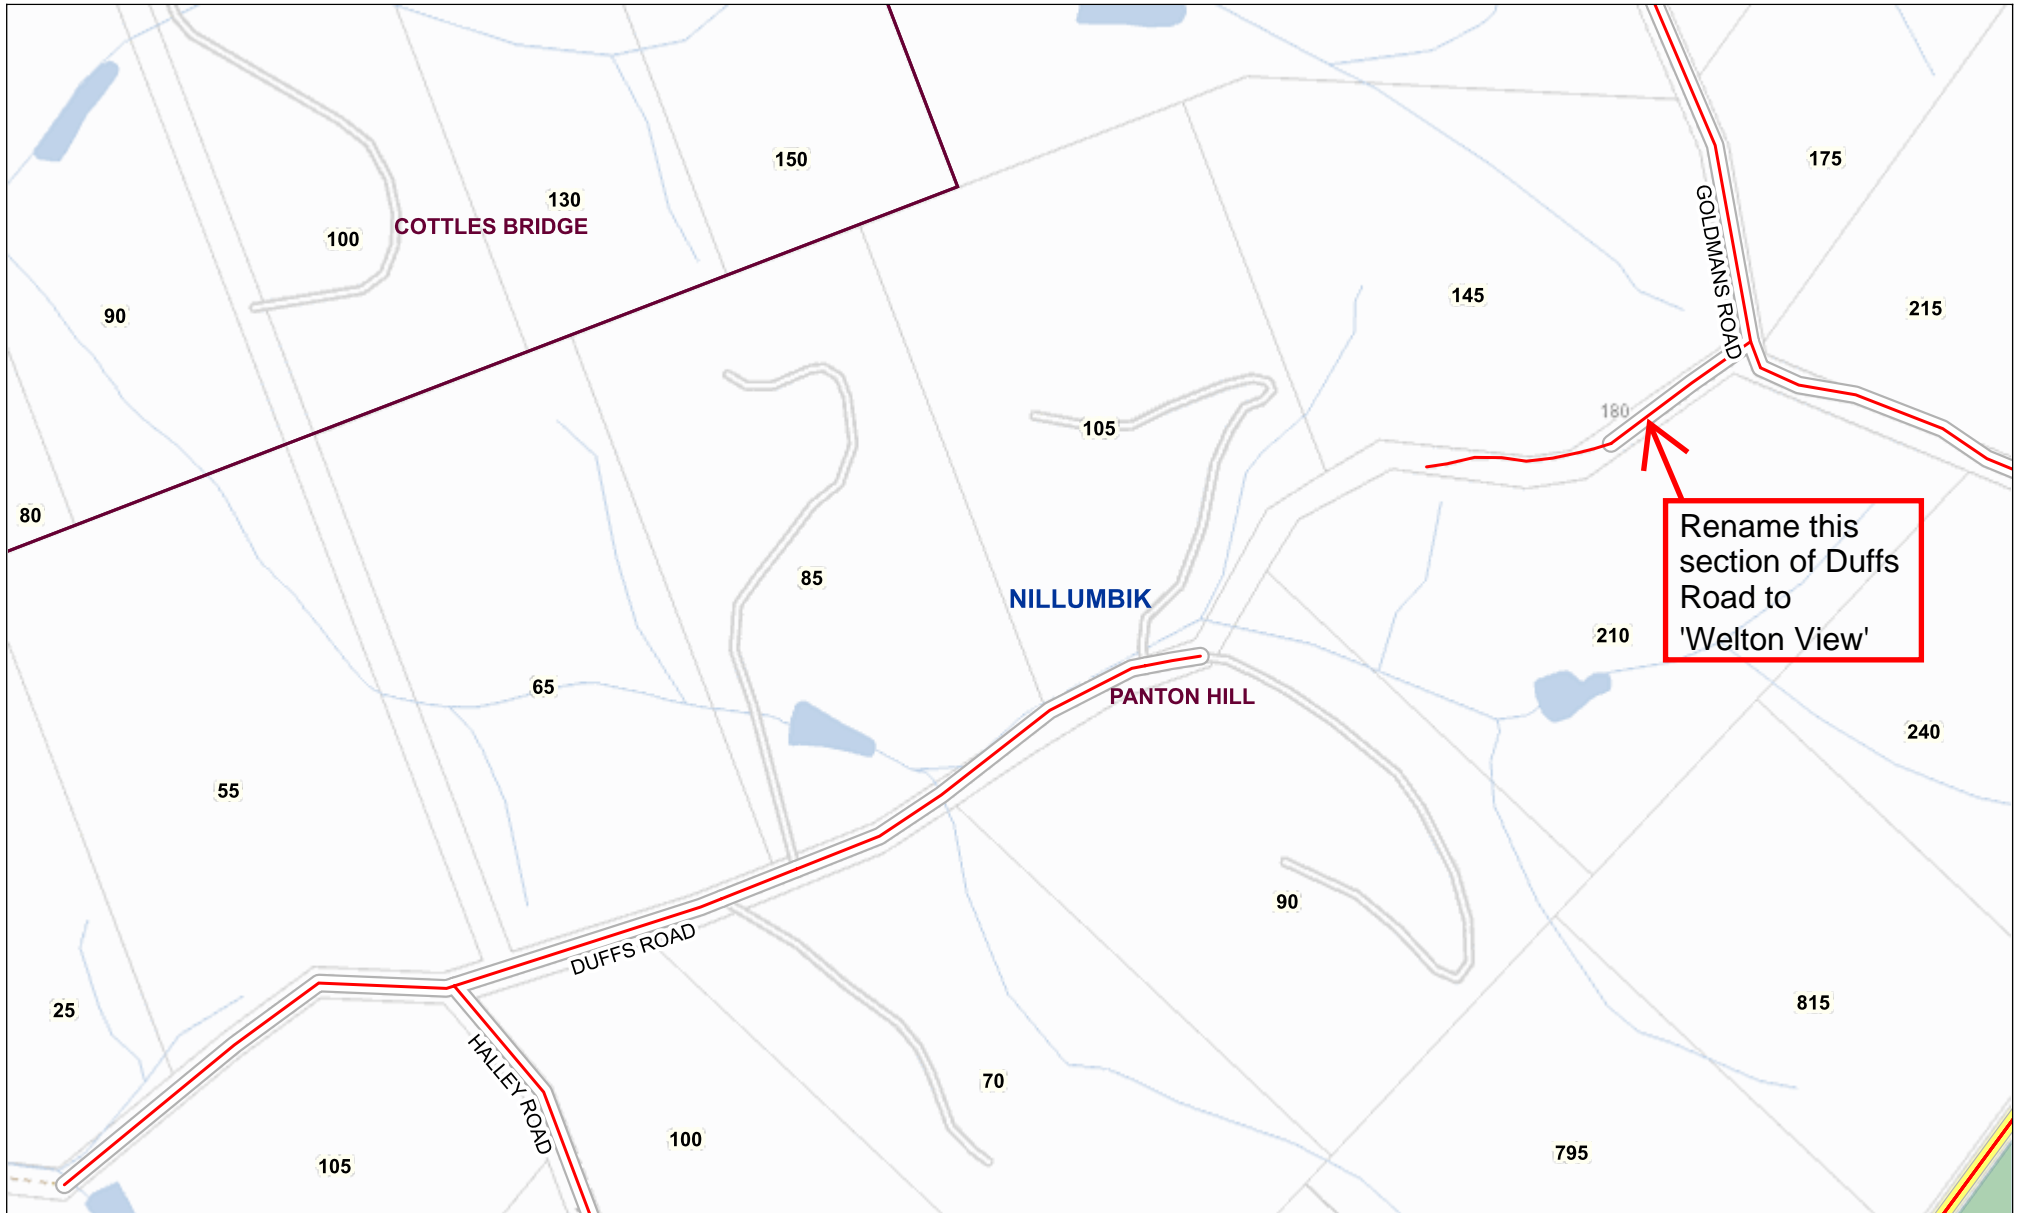 150
175
130
COTTLES BRIDGE
100
GOLDMANS ROAD
145
215
90
180
105
80
Rename this
section of Duffs
Road to
'Welton View'
85
NILLUMBIK
210
65
PANTON HILL
240
55
90
DUFFS ROAD
815
25
HALLEY ROAD
70
100
795
105